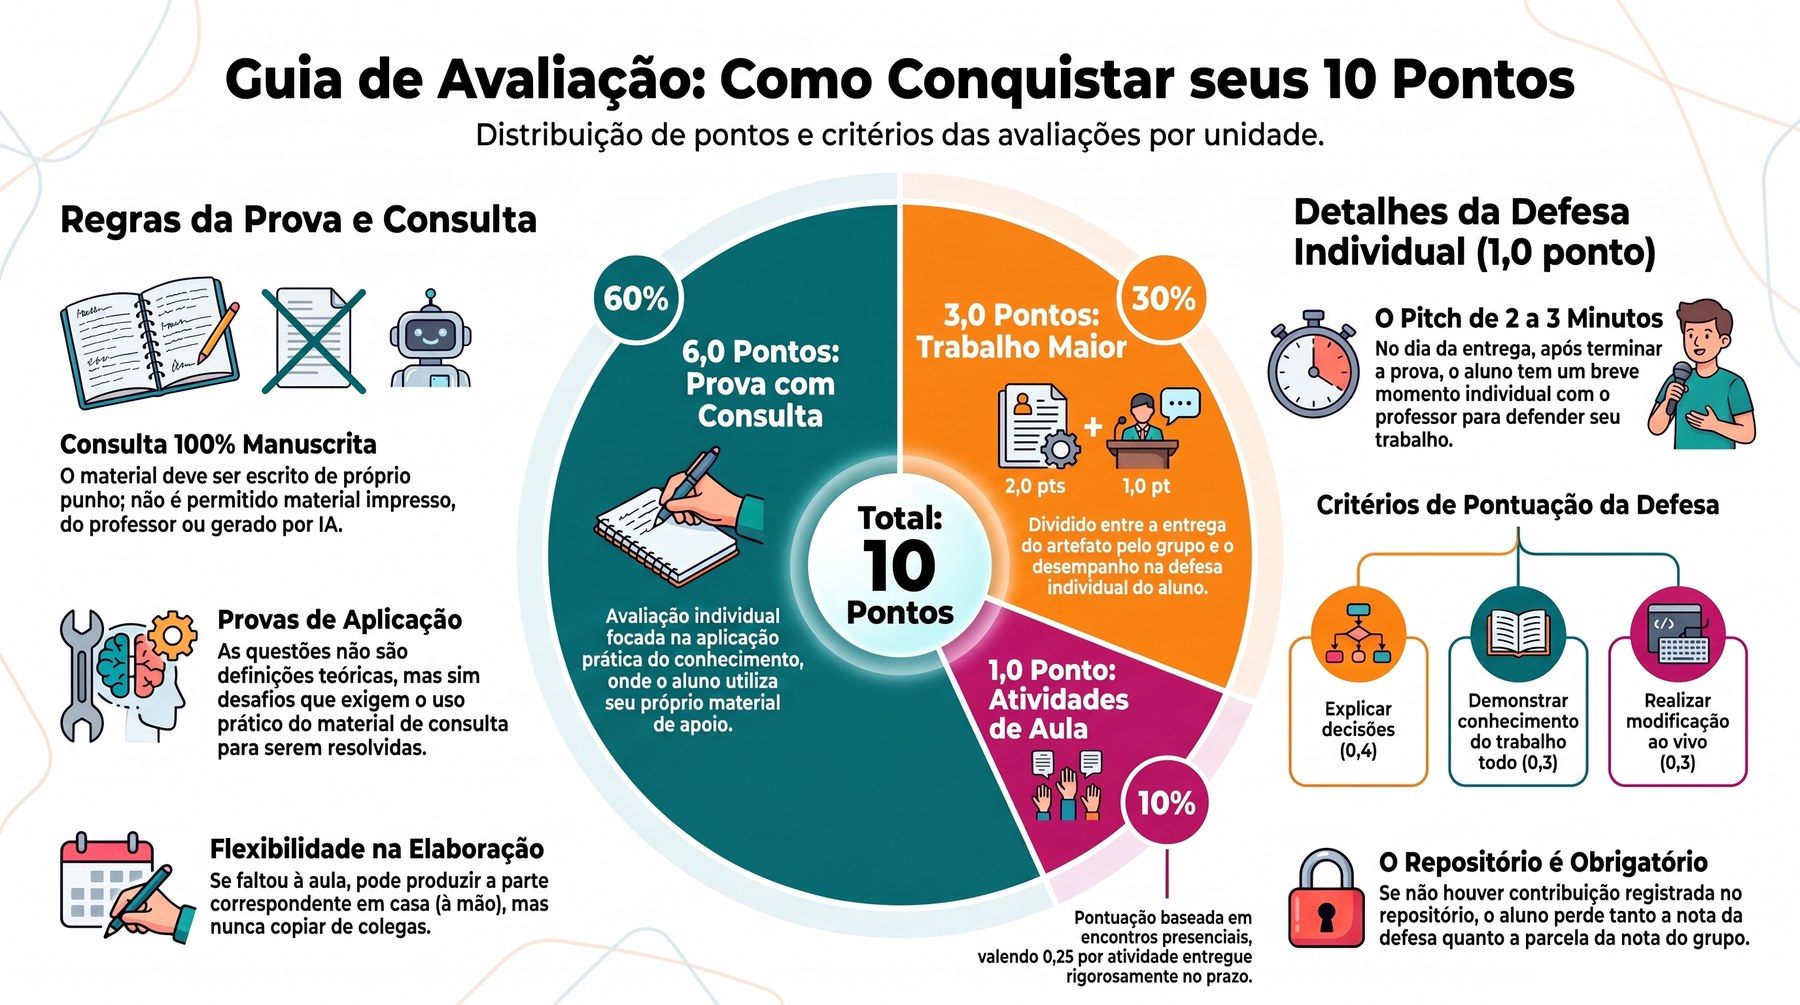 Guia de Avaliação: Como Conquistar seus 10 Pontos
Distribuição de pontos e critérios das avaliações por unidade.
Regras da Prova e Consulta
Consulta 100% Manuscrita
O material deve ser escrito de próprio
punho; não é permitido material impresso,
do professor ou gerado por IA.
Provas de Aplicação
As questões não são
definições teóricas, mas sim
desafios que exigem o uso
prático do material de consulta
para serem resolvidas.
Flexibilidade na Elaboração
Se faltou à aula, pode produzir a parte
correspondente em casa (à mão), mas
nunca copiar de colegas.
60%
6,0 Pontos:
Prova com
Consulta
Avaliação individual
focada na aplicação
prática do conhecimento,
onde o aluno utiliza
seu próprio material
de apoio.
Total:
10
Pontos
30%
3,0 Pontos:
Trabalho Maior
+
2,0 pts
1,0 pt
Dividido entre a entrega
do artefato pelo grupo e o
desempanho na defesa
individual do aluno.
1,0 Ponto:
Atividades
de Aula
10%
Pontuação baseada em
encontros presenciais,
valendo 0,25 por atividade entregue
rigorosamente no prazo.
Detalhes da Defesa
Individual (1,0 ponto)
O Pitch de 2 a 3 Minutos
No dia da entrega, após terminar
a prova, o aluno tem um breve
momento individual com o
professor para defender seu
trabalho.
Critérios de Pontuação da Defesa
Explicar
decisões
(0,4)
Demonstrar
conhecimento
do trabalho
todo (0,3)
</>
Realizar
modificação
ao vivo
(0,3)
O Repositório é Obrigatório
Se não houver contribuição registrada no
repositório, o aluno perde tanto a nota da
defesa quanto a parcela da nota do grupo.